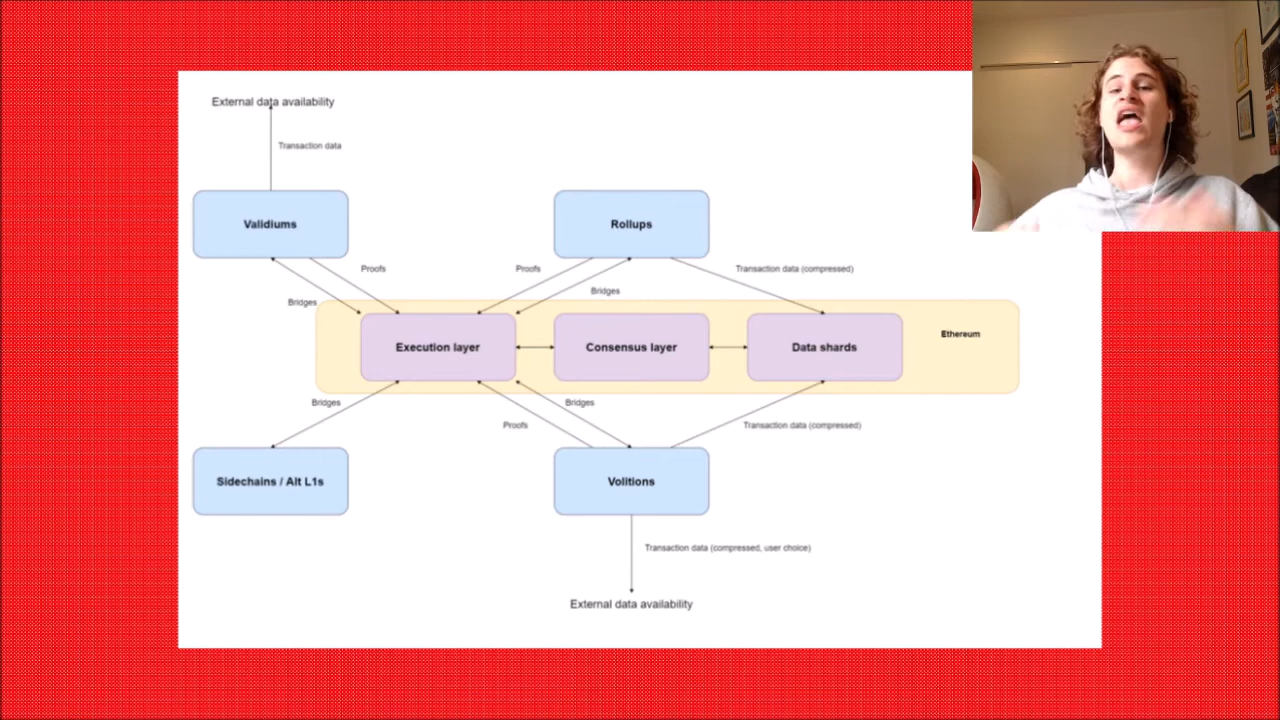 External data availability
Transaction data
Validiums
Rollups
Proofs
Proofs
Transaction data (compressed)
Bridges
Bridges
Execution layer
Consensus layer
Data shards
Ethereum
Bridges
Bridges
Proofs
Transaction data (compressed)
Sidechains / Alt L1s
Volitions
Transaction data (compressed, user choice)
External data availability